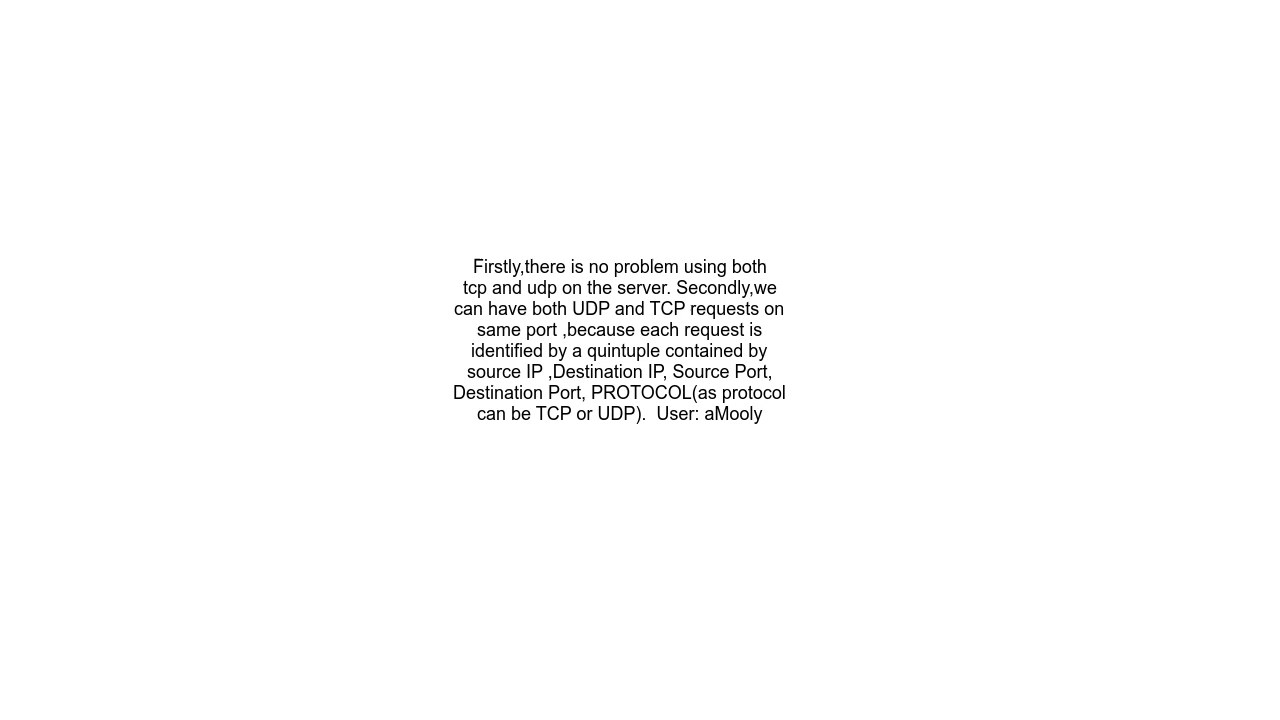 Firstly,there is no problem using both
tcp and udp on the server. Secondly,we
can have both UDP and TCP requests on
same port ,because each request is
identified by a quintuple contained by
source IP ,Destination IP, Source Port,
Destination Port, PROTOCOL(as protocol
can be TCP or UDP).  User: aMooly